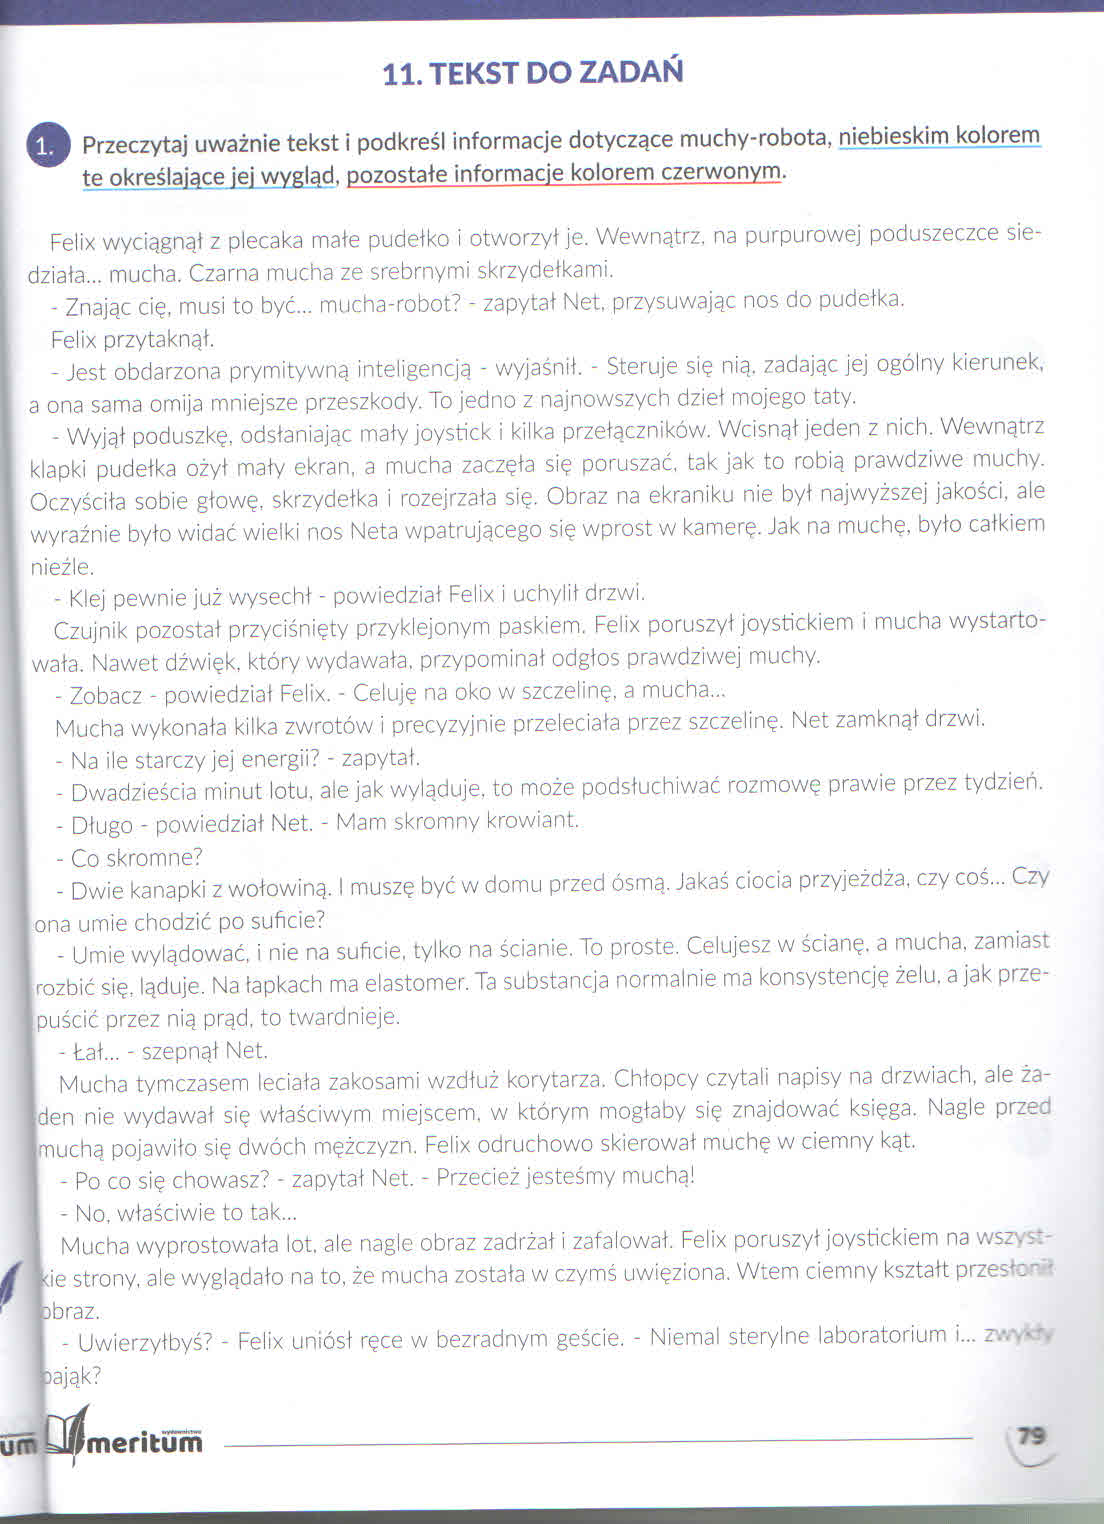 11. TEKST DO ZADAŃ
1. Przeczytaj uważnie tekst i podkreśl informacje dotyczące muchy-robota, niebieskim kolorem
te określające jej wygląd, pozostałe informacje kolorem czerwonym.
Felix wyciągnął z plecaka małe pudełko i otworzył je. Wewnątrz, na purpurowej poduszeczce sie-
działa... mucha. Czarna mucha ze srebrnymi skrzydełkami.
- Znając cię, musi to być... mucha-robot? - zapytał Net, przysuwając nos do pudełka.
Felix przytaknął.
- Jest obdarzona prymitywną inteligencją - wyjaśnił. - Steruje się nią, zadając jej ogólny kierunek,
a ona sama omija mniejsze przeszkody. To jedno z najnowszych dzieł mojego taty.
- Wyjął poduszkę, odsłaniając mały joystick i kilka przełączników. Wcisnął jeden z nich. Wewnątrz
klapki pudełka ożył mały ekran, a mucha zaczęła się poruszać, tak jak to robią prawdziwe muchy.
Oczyściła sobie głowę, skrzydełka i rozejrzała się. Obraz na ekraniku nie był najwyższej jakości, ale
wyraźnie było widać wielki nos Neta wpatrującego się wprost w kamerę. Jak na muchę, było całkiem
nieźle.
- Klej pewnie już wysechł - powiedział Felix i uchylił drzwi.
Czujnik pozostał przyciśnięty przyklejonym paskiem. Felix poruszył joystickiem i mucha wystarto-
wała. Nawet dźwięk, który wydawała, przypominał odgłos prawdziwej muchy.
- Zobacz - powiedział Felix. - Celuję na oko w szczelinę, a mucha...
Mucha wykonała kilka zwrotów i precyzyjnie przeleciała przez szczelinę. Net zamknął drzwi.
- Na ile starczy jej energii? - zapytał.
- Dwadzieścia minut lotu, ale jak wyląduje, to może podsłuchiwać rozmowę prawie przez tydzień.
- Długo - powiedział Net. - Mam skromny krowiant.
- Co skromne?
- Dwie kanapki z wołowiną. I muszę być w domu przed ósmą. Jakaś ciocia przyjeżdża, czy coś... Czy
ona umie chodzić po suficie?
- Umie wylądować, i nie na suficie, tylko na ścianie. To proste. Celujesz w ścianę, a mucha, zamiast
rozbić się, ląduje. Na łapkach ma elastomer. Ta substancja normalnie ma konsystencję żelu, a jak prze-
puścić przez nią prąd, to twardnieje.
- Łał... - szepnął Net.
Mucha tymczasem leciała zakosami wzdłuż korytarza. Chłopcy czytali napisy na drzwiach, ale ża-
den nie wydawał się właściwym miejscem, w którym mogłaby się znajdować księga. Nagle przed
muchą pojawiło się dwóch mężczyzn. Felix odruchowo skierował muchę w ciemny kąt.
- Po co się chowasz? - zapytał Net. - Przecież jesteśmy muchą!
- No, właściwie to tak...
Mucha wyprostowała lot, ale nagle obraz zadrżał i zafalował. Felix poruszył joystickiem na wszyst-
kie strony, ale wyglądało na to, że mucha została w czymś uwięziona. Wtem ciemny kształt przesłonił
obraz.
- Uwierzyłbyś? - Felix uniósł ręce w bezradnym geście. - Niemal sterylne laboratorium i... zwykły
pająk?
um wydawnictwo
meritum
79